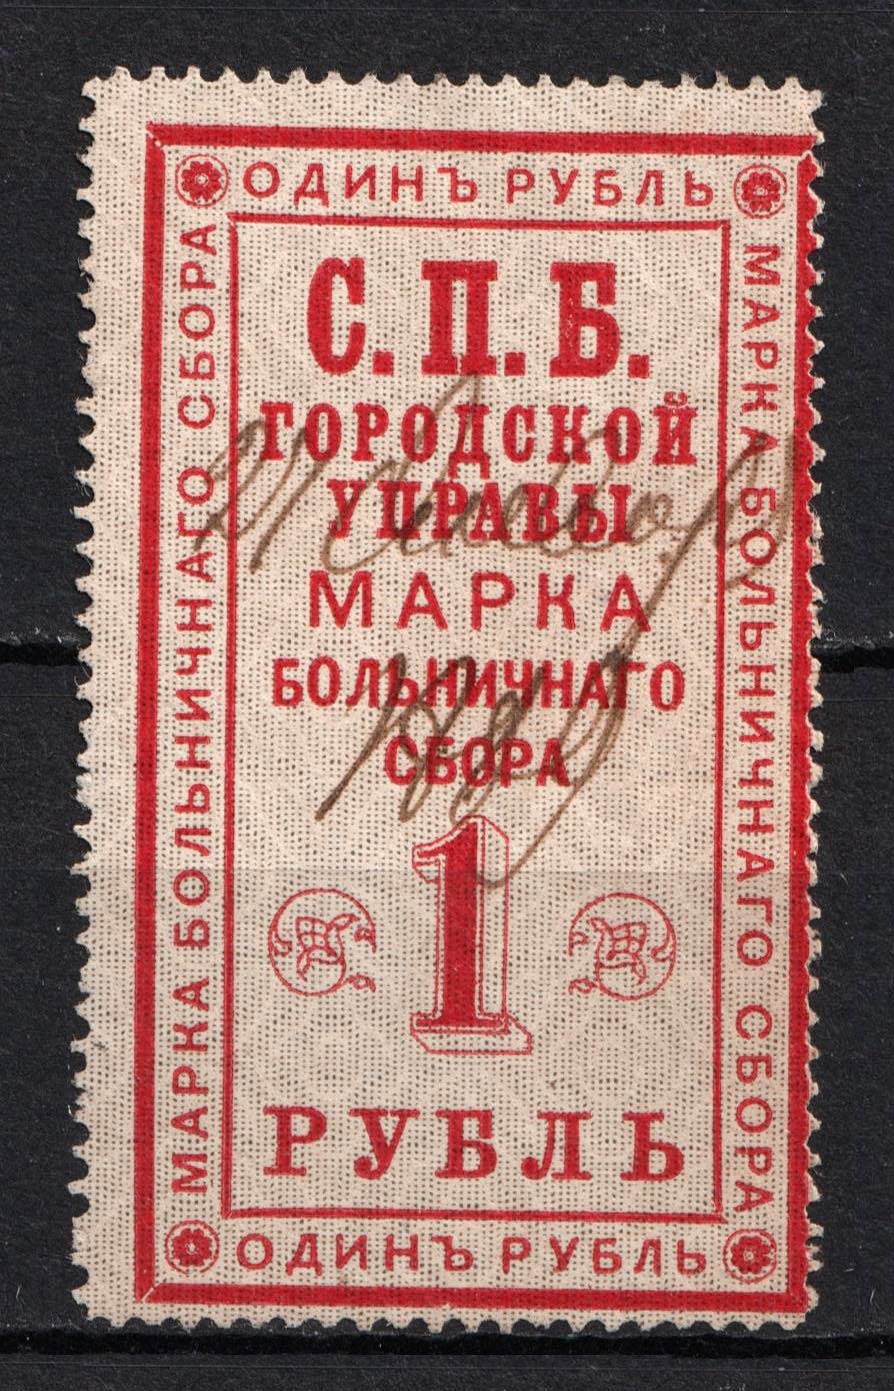 ОДИНЪ РУБЛЬ
МАРКА БОЛЬНИЧНАГО СБОРА
МАРКА БОЛЬНИЧНАГО СБОРА
С.П.Б.
ГОРОДСКОЙ
УПРАВЫ
МАРКА
БОЛЬНИЧНАГО
СБОРА
1
РУБЛЬ
ОДИНЪ РУБЛЬ